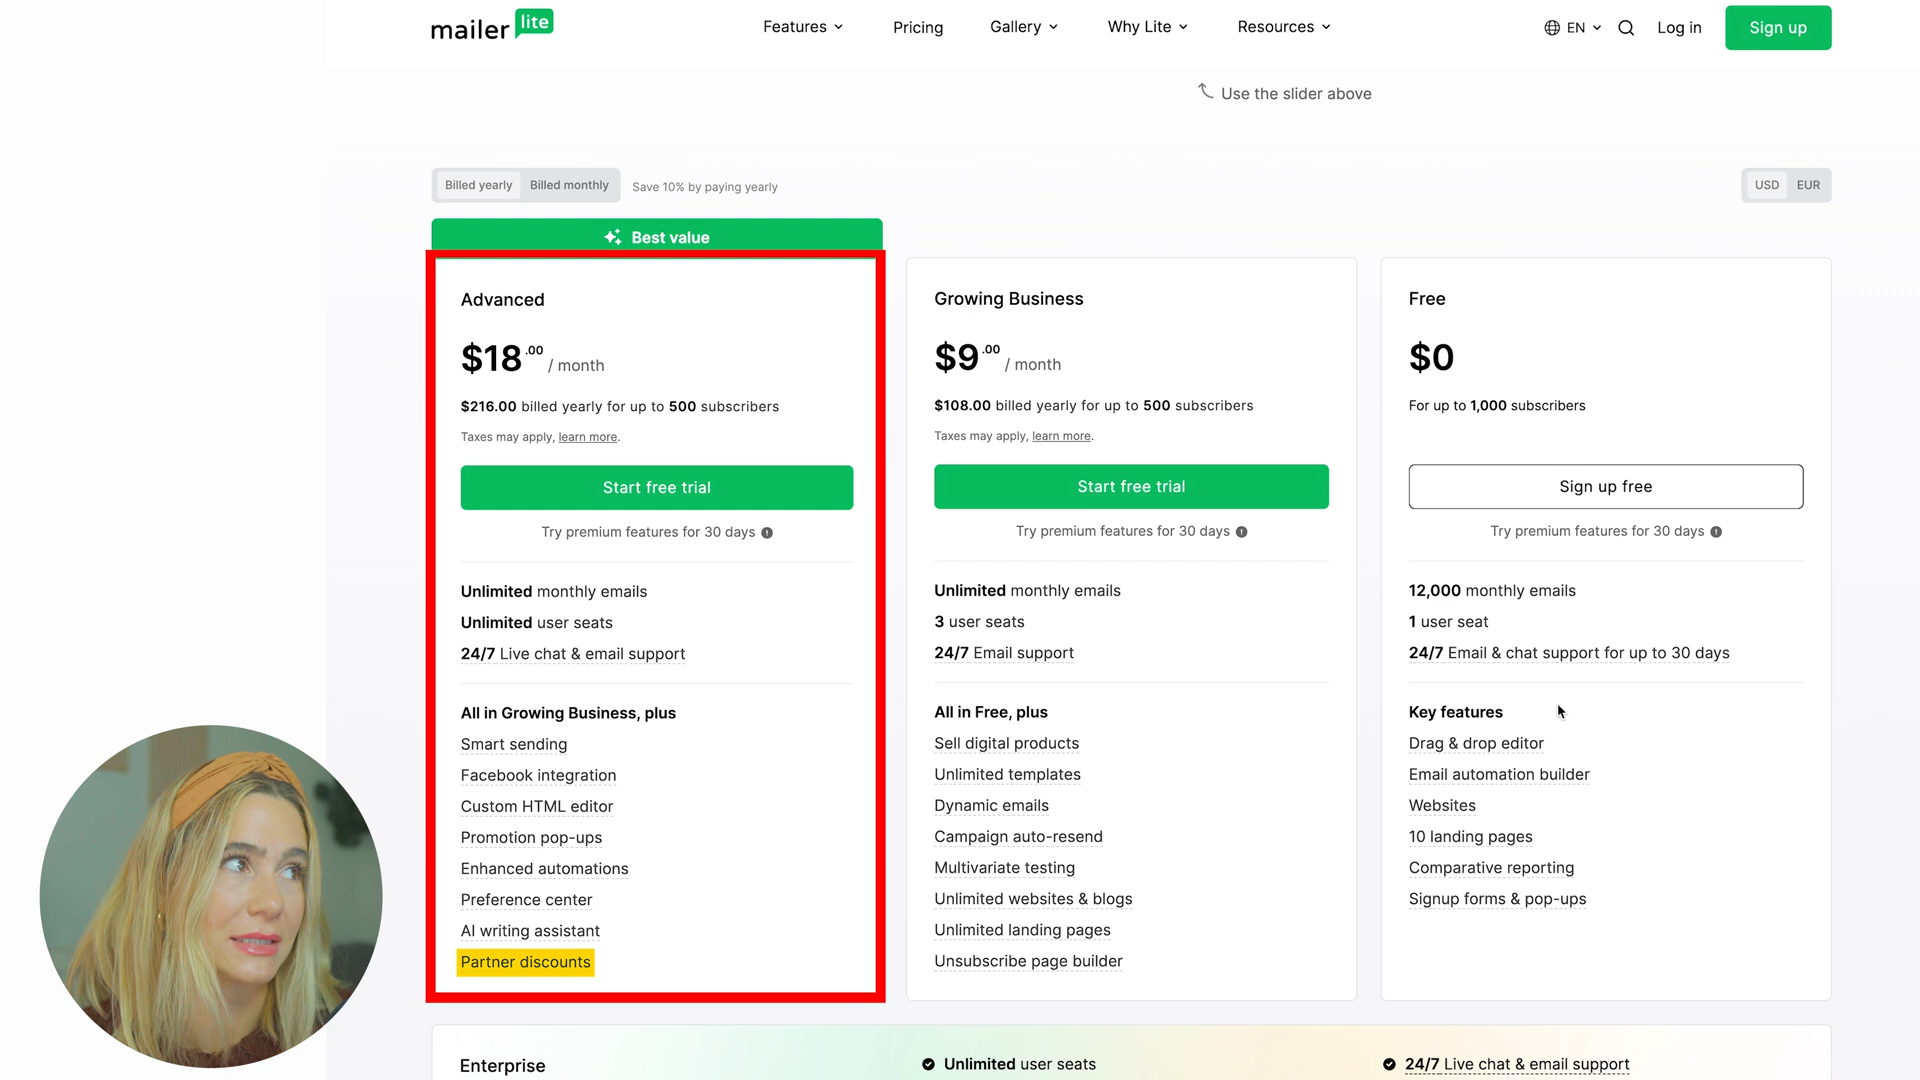 mailer lite
Features
Pricing
Gallery
Why Lite
Resources
EN
Log in
Sign up
Use the slider above
Billed yearly
Billed monthly
Save 10% by paying yearly
USD
EUR
Best value
Advanced
$18.00 / month
$216.00 billed yearly for up to 500 subscribers
Taxes may apply, learn more.
Start free trial
Try premium features for 30 days
Unlimited monthly emails
Unlimited user seats
24/7 Live chat & email support
All in Growing Business, plus
Smart sending
Facebook integration
Custom HTML editor
Promotion pop-ups
Enhanced automations
Preference center
AI writing assistant
Partner discounts
Growing Business
$9.00 / month
$108.00 billed yearly for up to 500 subscribers
Taxes may apply, learn more.
Start free trial
Try premium features for 30 days
Unlimited monthly emails
3 user seats
24/7 Email support
All in Free, plus
Sell digital products
Unlimited templates
Dynamic emails
Campaign auto-resend
Multivariate testing
Unlimited websites & blogs
Unlimited landing pages
Unsubscribe page builder
Free
$0
For up to 1,000 subscribers
Sign up free
Try premium features for 30 days
12,000 monthly emails
1 user seat
24/7 Email & chat support for up to 30 days
Key features
Drag & drop editor
Email automation builder
Websites
10 landing pages
Comparative reporting
Signup forms & pop-ups
Enterprise
Unlimited user seats
24/7 Live chat & email support